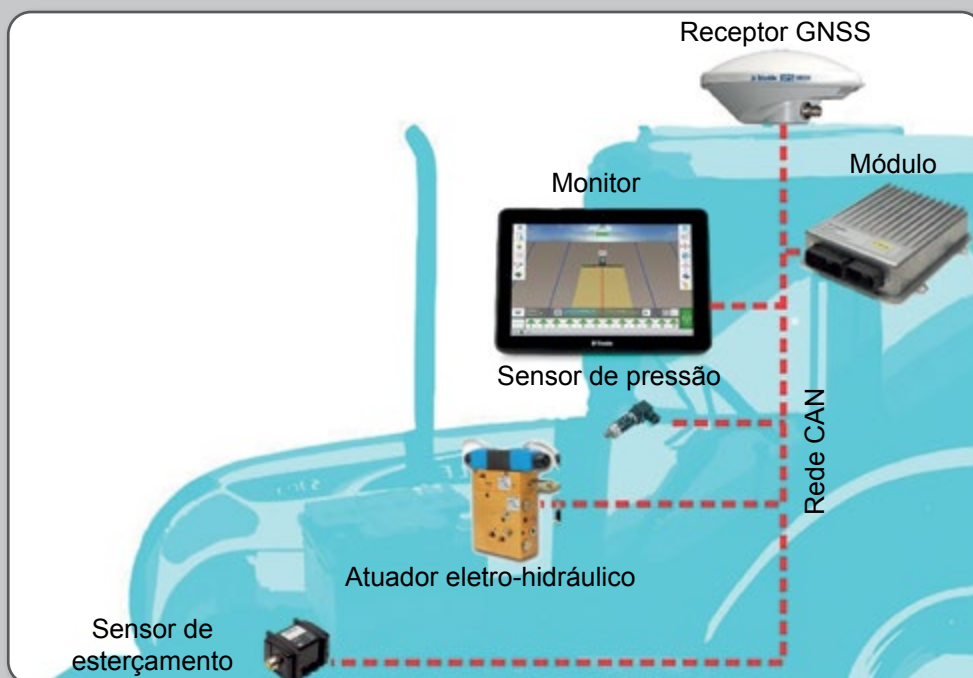 Receptor GNSS
Módulo
Monitor
Sensor de pressão
Rede CAN
Atuador eletro-hidráulico
Sensor de
esterçamento